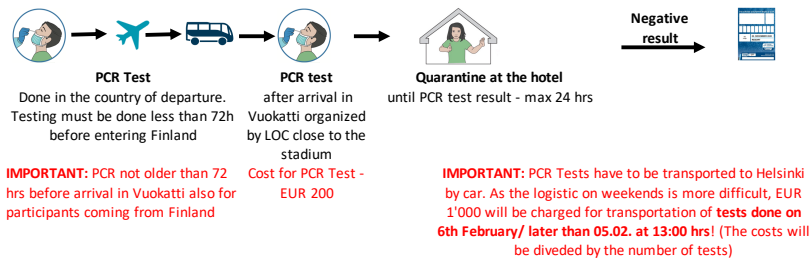 Negative
result
PCR Test
Done in the country of departure.
Testing must be done less than 72h
before entering Finland
IMPORTANT: PCR not older than 72
hrs before arrival in Vuokatti also for
participants coming from Finland
PCR test
after arrival in
Vuokatti organized
by LOC close to the
stadium
Cost for PCR Test -
EUR 200
Quarantine at the hotel
until PCR test result - max 24 hrs
IMPORTANT: PCR Tests have to be transported to Helsinki
by car. As the logistic on weekends is more difficult, EUR
1'000 will be charged for transportation of tests done on
6th February/ later than 05.02. at 13:00 hrs! (The costs will
be diveded by the number of tests)